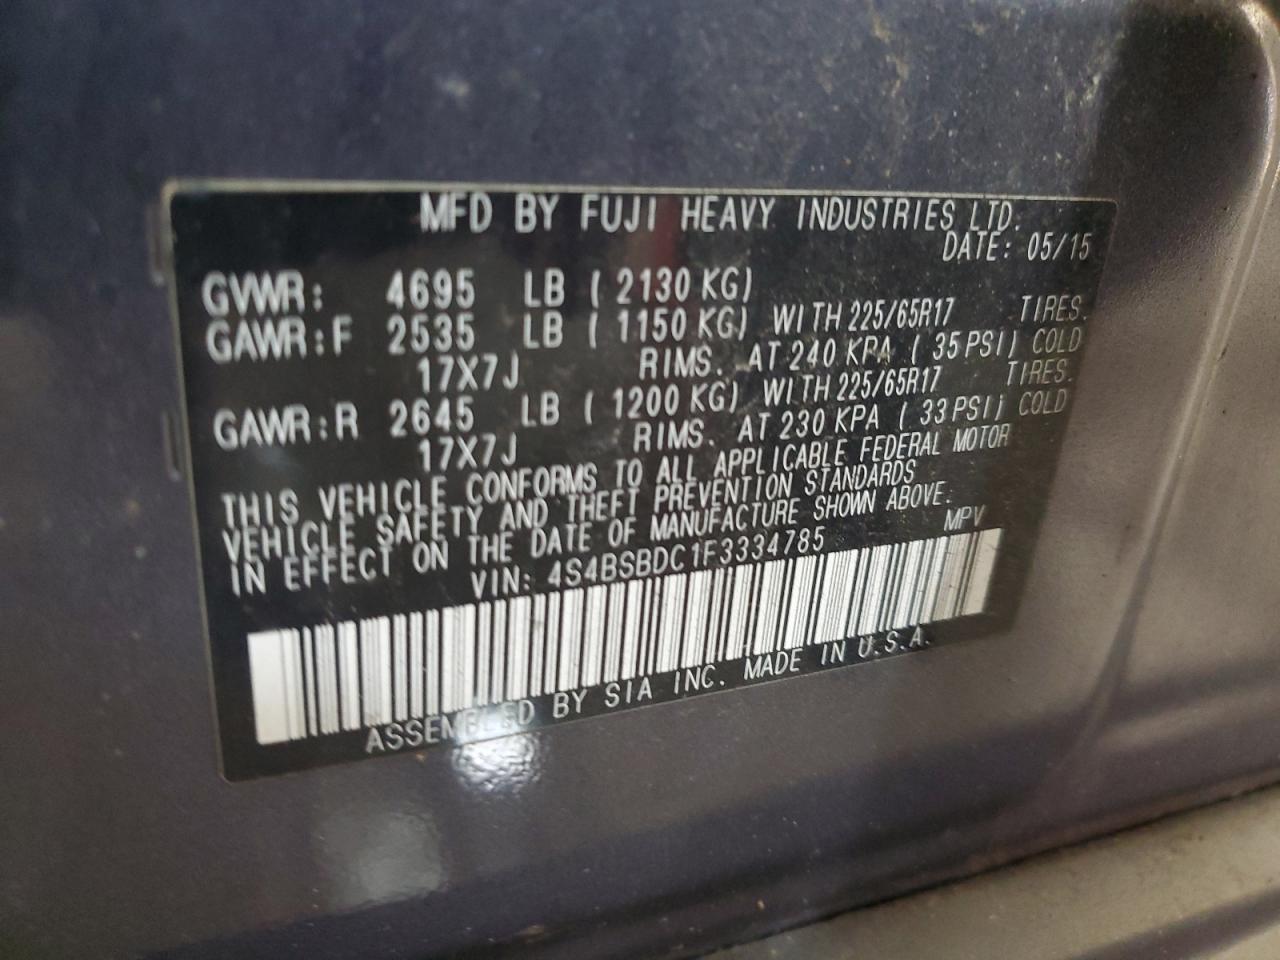 MFD BY FUJI HEAVY INDUSTRIES LTD.
DATE: 05/15
GVWR: 4695 LB ( 2130 KG)
GAWR:F 2535 LB ( 1150 KG) WITH 225/65R17 TIRES.
17X7J RIMS. AT 240 KPA ( 35 PSI) COLD
GAWR:R 2645 LB ( 1200 KG) WITH 225/65R17 TIRES.
17X7J RIMS. AT 230 KPA ( 33 PSI) COLD
THIS VEHICLE CONFORMS TO ALL APPLICABLE FEDERAL MOTOR
VEHICLE SAFETY AND THEFT PREVENTION STANDARDS
IN EFFECT ON THE DATE OF MANUFACTURE SHOWN ABOVE.
VIN: 4S4BSBDC1F3334785 MPV
ASSEMBLED BY SIA INC. MADE IN U.S.A.